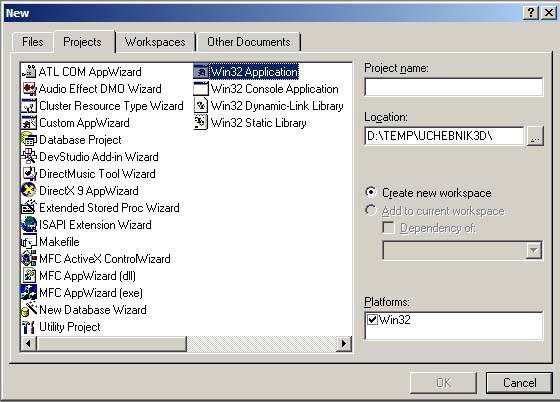 New
Files
Projects
Workspaces
Other Documents
ATL COM AppWizard
Audio Effect DMO Wizard
Cluster Resource Type Wizard
Custom AppWizard
Database Project
DevStudio Add-in Wizard
DirectMusic Tool Wizard
DirectX 9 AppWizard
Extended Stored Proc Wizard
ISAPI Extension Wizard
Makefile
MFC ActiveX ControlWizard
MFC AppWizard (dll)
MFC AppWizard (exe)
New Database Wizard
Utility Project
Win32 Application
Win32 Console Application
Win32 Dynamic-Link Library
Win32 Static Library
Project name:
Location:
D:\TEMP\UCHEBNIK3D\
...
Create new workspace
Add to current workspace
Dependency of:
Platforms:
Win32
OK
Cancel